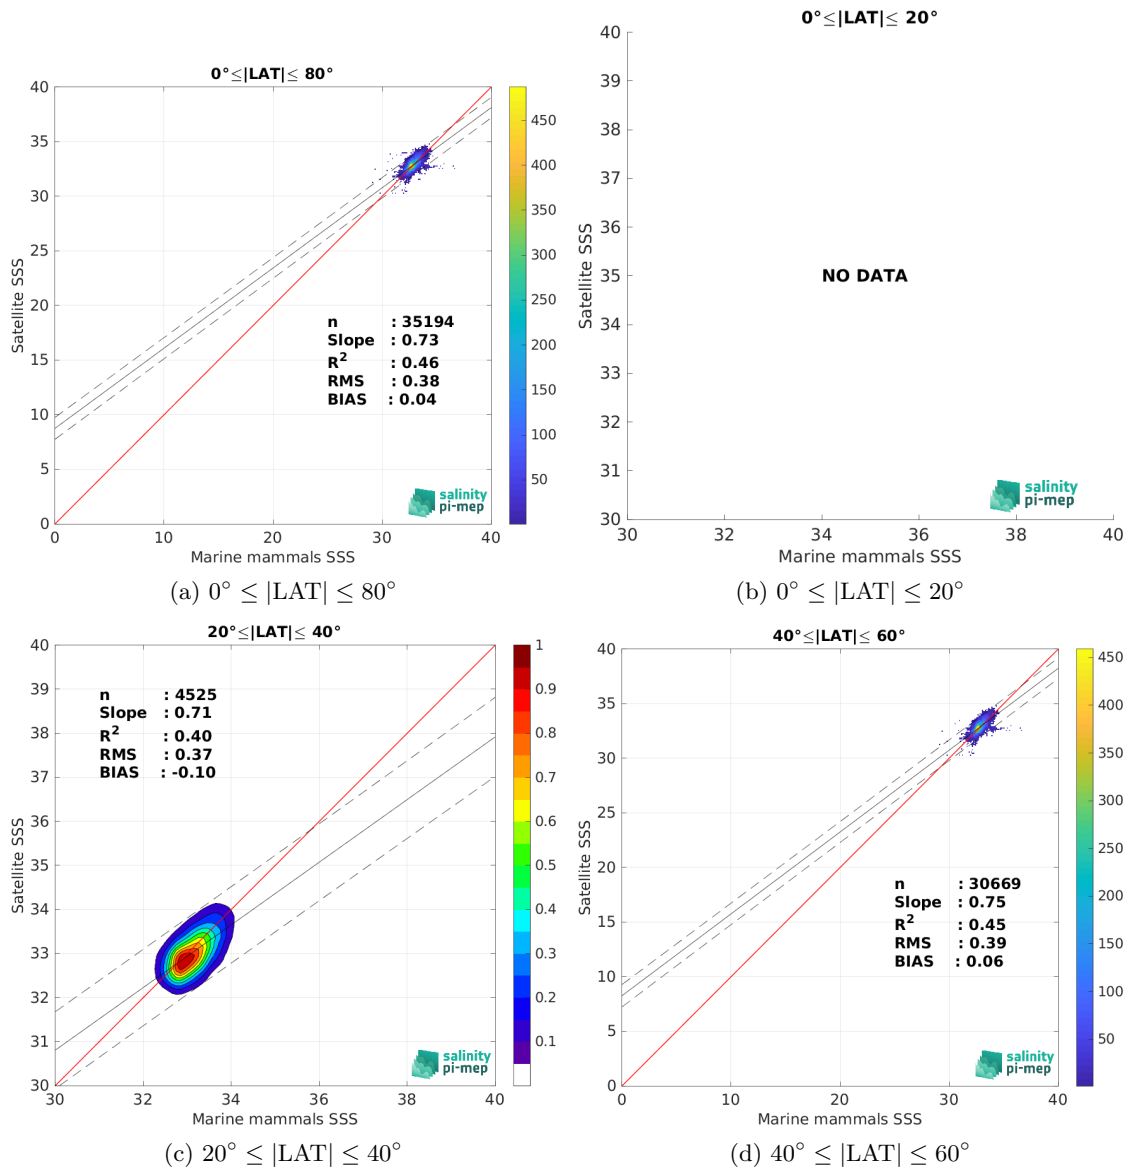 0°≤|LAT|≤ 80°
40
35
30
25
20
15
10
5
0
Satellite SSS
0
10
20
30
40
Marine mammals SSS
450
400
350
300
250
200
150
100
50
n : 35194
Slope : 0.73
R² : 0.46
RMS : 0.38
BIAS : 0.04
salinity
pi-mep
(a) 0° ≤ |LAT| ≤ 80°
0°≤|LAT|≤ 20°
40
39
38
37
36
35
34
33
32
31
30
Satellite SSS
NO DATA
salinity
pi-mep
30
32
34
36
38
40
Marine mammals SSS
(b) 0° ≤ |LAT| ≤ 20°
20°≤|LAT|≤ 40°
40
39
38
37
36
35
34
33
32
31
30
Satellite SSS
n : 4525
Slope : 0.71
R² : 0.40
RMS : 0.37
BIAS : -0.10
salinity
pi-mep
30
32
34
36
38
40
Marine mammals SSS
1
0.9
0.8
0.7
0.6
0.5
0.4
0.3
0.2
0.1
(c) 20° ≤ |LAT| ≤ 40°
40°≤|LAT|≤ 60°
40
35
30
25
20
15
10
5
0
Satellite SSS
n : 30669
Slope : 0.75
R² : 0.45
RMS : 0.39
BIAS : 0.06
salinity
pi-mep
0
10
20
30
40
Marine mammals SSS
450
400
350
300
250
200
150
100
50
(d) 40° ≤ |LAT| ≤ 60°